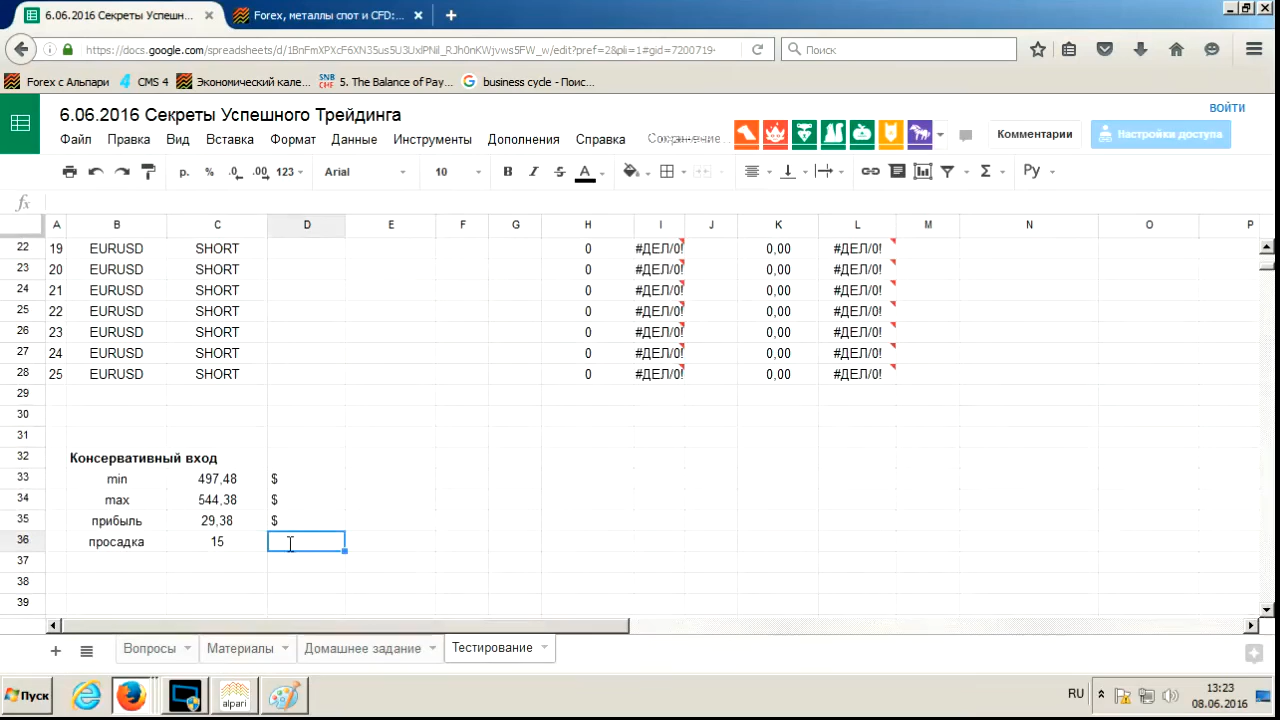 6.06.2016 Секреты Успешн...
Forex, металлы спот и CFD:...
https://docs.google.com/spreadsheets/d/1BnFmXPXcF6XN35us5U3UxlPNil_RJh0nKWjvws5FW_w/edit?pref=2&pli=1#gid=72007194
Поиск
Forex с Альпари
CMS 4
Экономический кале...
SNB
5. The Balance of Pay...
business cycle - Поис...
6.06.2016 Секреты Успешного Трейдинга
войти
Файл Правка Вид Вставка Формат Данные Инструменты Дополнения Справка Сохранение
Комментарии
Настройка доступа
р. % .0 .00 123 Arial 10 B I S A Σ Ру
fx
A B C D E F G H I J K L M N O P
22 19 EURUSD SHORT 0 #ДЕЛ/0! 0,00 #ДЕЛ/0!
23 20 EURUSD SHORT 0 #ДЕЛ/0! 0,00 #ДЕЛ/0!
24 21 EURUSD SHORT 0 #ДЕЛ/0! 0,00 #ДЕЛ/0!
25 22 EURUSD SHORT 0 #ДЕЛ/0! 0,00 #ДЕЛ/0!
26 23 EURUSD SHORT 0 #ДЕЛ/0! 0,00 #ДЕЛ/0!
27 24 EURUSD SHORT 0 #ДЕЛ/0! 0,00 #ДЕЛ/0!
28 25 EURUSD SHORT 0 #ДЕЛ/0! 0,00 #ДЕЛ/0!
29
30
31
32 Консервативный вход
33 min 497,48 $
34 max 544,38 $
35 прибыль 29,38 $
36 просадка 15
37
38
39
Вопросы Материалы Домашнее задание Тестирование
Пуск
alpari
RU
13:23
08.06.2016